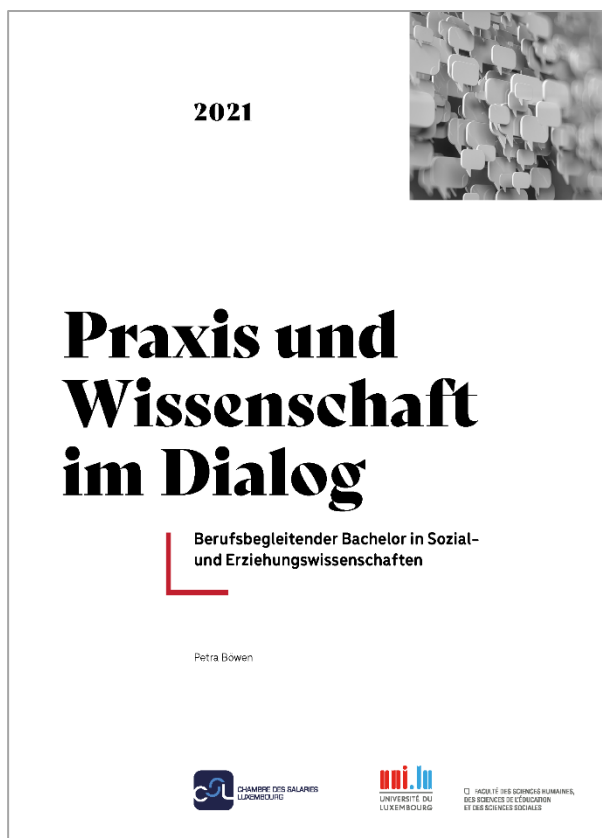 2021
Praxis und
Wissenschaft
im Dialog
Berufsbegleitender Bachelor in Sozial-
und Erziehungswissenschaften
Petra Böwen
CSL
CHAMBRE DES SALARIES
LUXEMBOURG
uni.lu
UNIVERSITÉ DU
LUXEMBOURG
FACULTÉ DES SCIENCES HUMAINES,
DES SCIENCES DE L'ÉDUCATION
ET DES SCIENCES SOCIALES